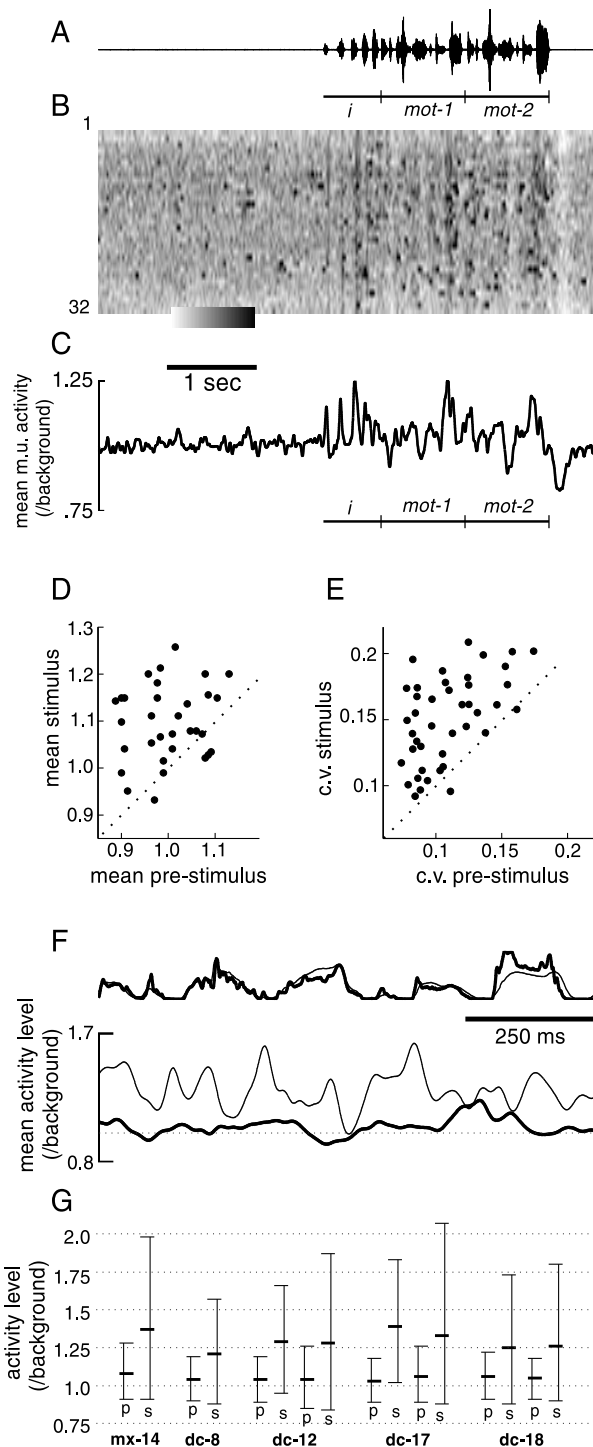 A
i mot-1 mot-2
B
1
32
C
1 sec
1.25
mean m.u. activity
(/background)
.75
i mot-1 mot-2
D
mean stimulus
1.3
1.2
1.1
1.0
0.9
0.9 1.0 1.1
mean pre-stimulus
E
c.v. stimulus
0.2
0.15
0.1
0.1 0.15 0.2
c.v. pre-stimulus
F
250 ms
1.7
mean activity level
(/background)
0.8
G
activity level
(/background)
2.0
1.75
1.5
1.25
1.0
0.75
p s p s p s p s p s p s p s p s
mx-14 dc-8 dc-12 dc-17 dc-18